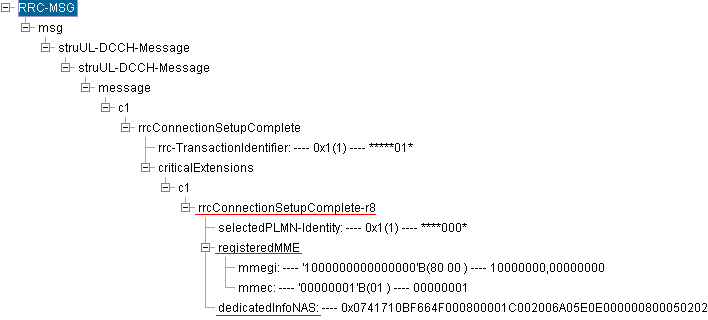 RRC-MSG
msg
struUL-DCCH-Message
struUL-DCCH-Message
message
c1
rrcConnectionSetupComplete
rrc-TransactionIdentifier: ---- 0x1(1) ---- *****01*
criticalExtensions
c1
rrcConnectionSetupComplete-r8
selectedPLMN-Identity: ---- 0x1(1) ---- ****000*
registeredMME
mmegi: ---- '1000000000000000'B(80 00 ) ---- 10000000,00000000
mmec: ---- '00000001'B(01 ) ---- 00000001
dedicatedInfoNAS: ---- 0x0741710BF664F000800001C002006A05E0E000000800050202